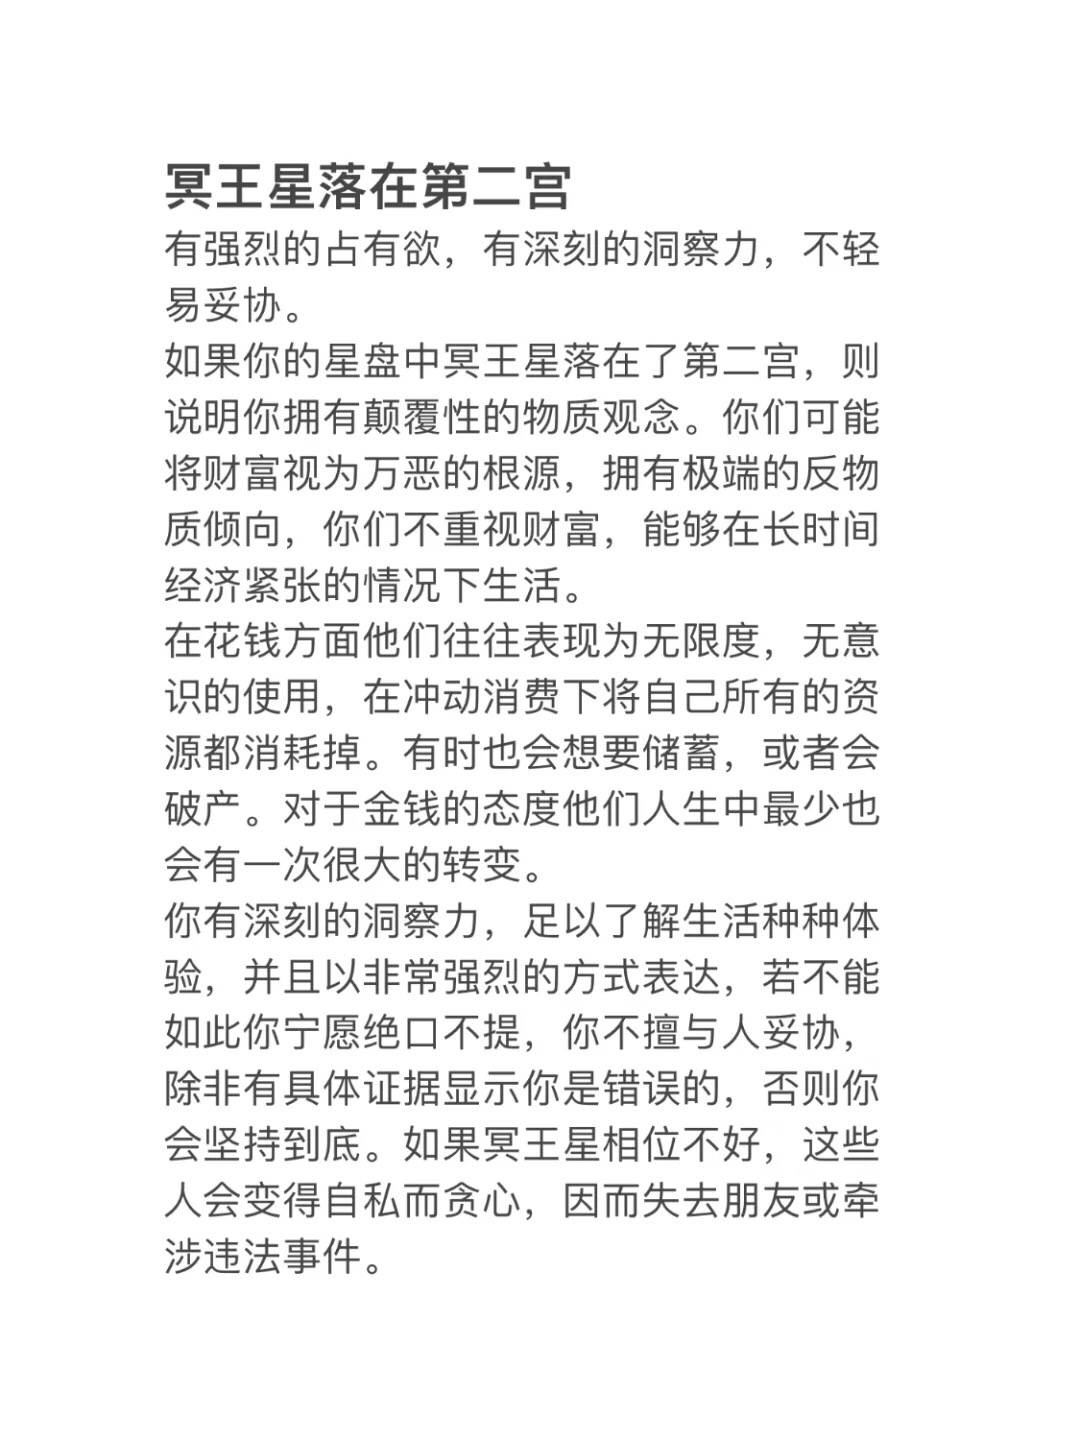 冥王星落在第二宫
有强烈的占有欲，有深刻的洞察力，不轻
易妥协。
如果你的星盘中冥王星落在了第二宫，则
说明你拥有颠覆性的物质观念。你们可能
将财富视为万恶的根源，拥有极端的反物
质倾向，你们不重视财富，能够在长时间
经济紧张的情况下生活。
在花钱方面他们往往表现为无限度，无意
识的使用，在冲动消费下将自己所有的资
源都消耗掉。有时也会想要储蓄，或者会
破产。对于金钱的态度他们人生中最少也
会有一次很大的转变。
你有深刻的洞察力，足以了解生活种种体
验，并且以非常强烈的方式表达，若不能
如此你宁愿绝口不提，你不擅与人妥协，
除非有具体证据显示你是错误的，否则你
会坚持到底。如果冥王星相位不好，这些
人会变得自私而贪心，因而失去朋友或牵
涉违法事件。